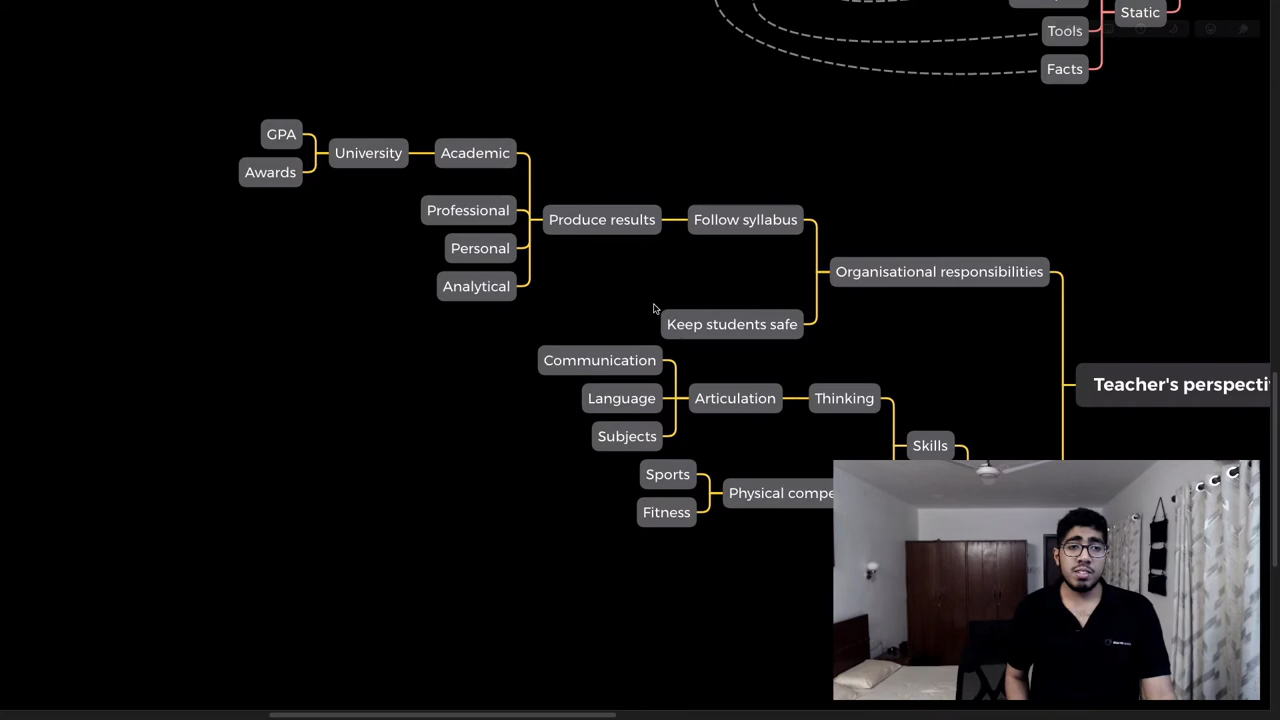 Static
Tools
Facts
GPA
Awards
University
Academic
Professional
Personal
Analytical
Produce results
Follow syllabus
Organisational responsibilities
Keep students safe
Communication
Language
Subjects
Articulation
Thinking
Skills
Teacher's perspecti
Sports
Fitness
Physical compe